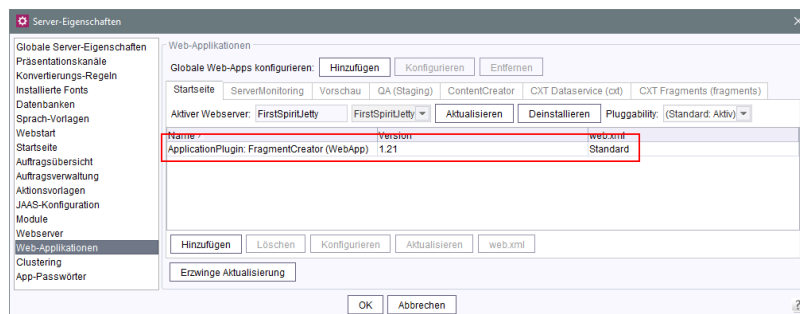 Server-Eigenschaften
Globale Server-Eigenschaften
Präsentationskanäle
Konvertierungs-Regeln
Installierte Fonts
Datenbanken
Sprach-Vorlagen
Webstart
Startseite
Auftragsübersicht
Auftragsverwaltung
Aktionsvorlagen
JAAS-Konfiguration
Module
Webserver
Web-Applikationen
Clustering
App-Passwörter
Web-Applikationen
Globale Web-Apps konfigurieren: Hinzufügen Konfigurieren Entfernen
Startseite ServerMonitoring Vorschau QA (Staging) ContentCreator CXT Dataservice (cxt) CXT Fragments (fragments)
Aktiver Webserver: FirstSpiritJetty FirstSpiritJetty Aktualisieren Deinstallieren Pluggability: (Standard: Aktiv)
Name Version web.xml
ApplicationPlugin: FragmentCreator (WebApp) 1.21 Standard
Hinzufügen Löschen Konfigurieren Aktualisieren web.xml
Erzwinge Aktualisierung
OK Abbrechen
?